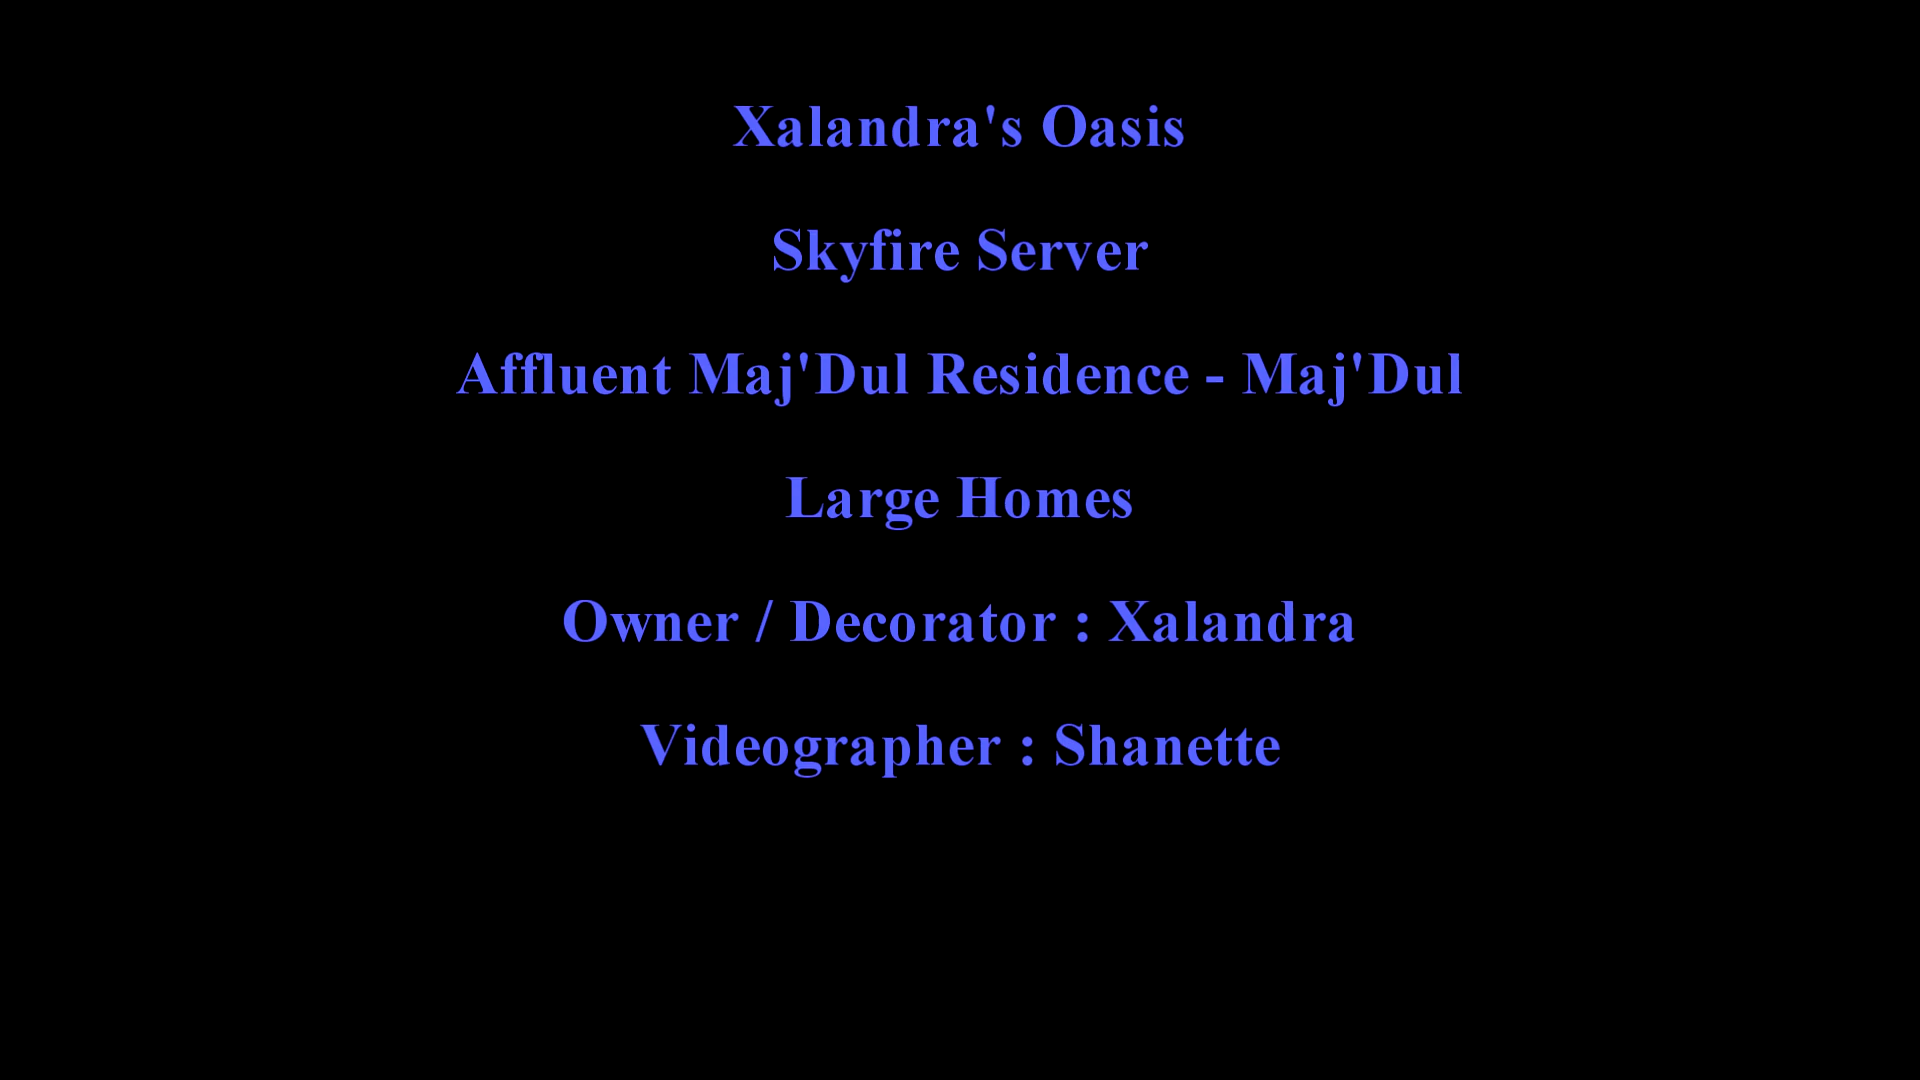 Xalandra's Oasis
Skyfire Server
Affluent Maj'Dul Residence - Maj'Dul
Large Homes
Owner / Decorator : Xalandra
Videographer : Shanette